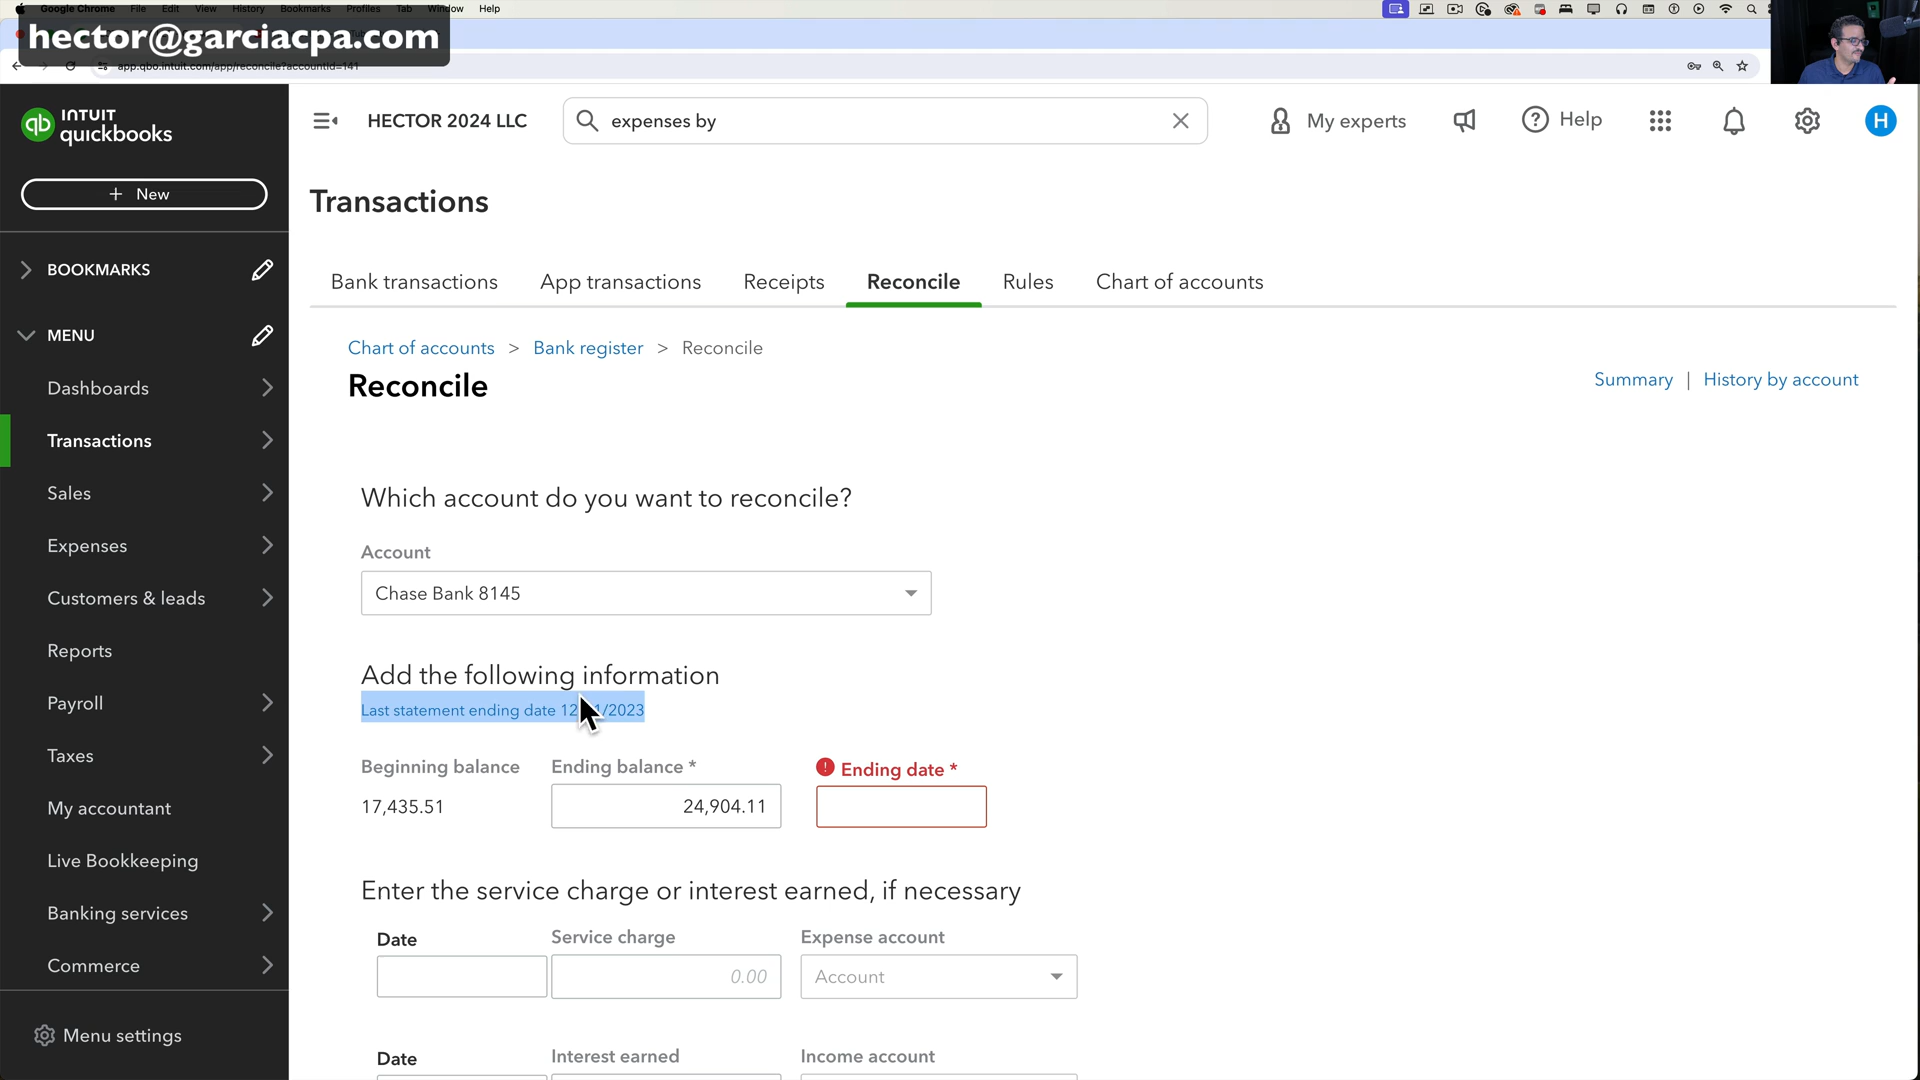 Google Chrome File Edit View History Bookmarks Profiles Tab Window Help
hector@garciacpa.com
app.qbo.intuit.com/app/reconcile?accountId=141
INTUIT
quickbooks
HECTOR 2024 LLC
expenses by
My experts
Help
H
+ New
BOOKMARKS
MENU
Dashboards
Transactions
Sales
Expenses
Customers & leads
Reports
Payroll
Taxes
My accountant
Live Bookkeeping
Banking services
Commerce
Menu settings
Transactions
Bank transactions App transactions Receipts Reconcile Rules Chart of accounts
Chart of accounts > Bank register > Reconcile
Reconcile
Summary | History by account
Which account do you want to reconcile?
Account
Chase Bank 8145
Add the following information
Last statement ending date
Beginning balance Ending balance * Ending date *
17,435.51 24,904.11
Enter the service charge or interest earned, if necessary
Date Service charge Expense account
0.00 Account
Date Interest earned Income account